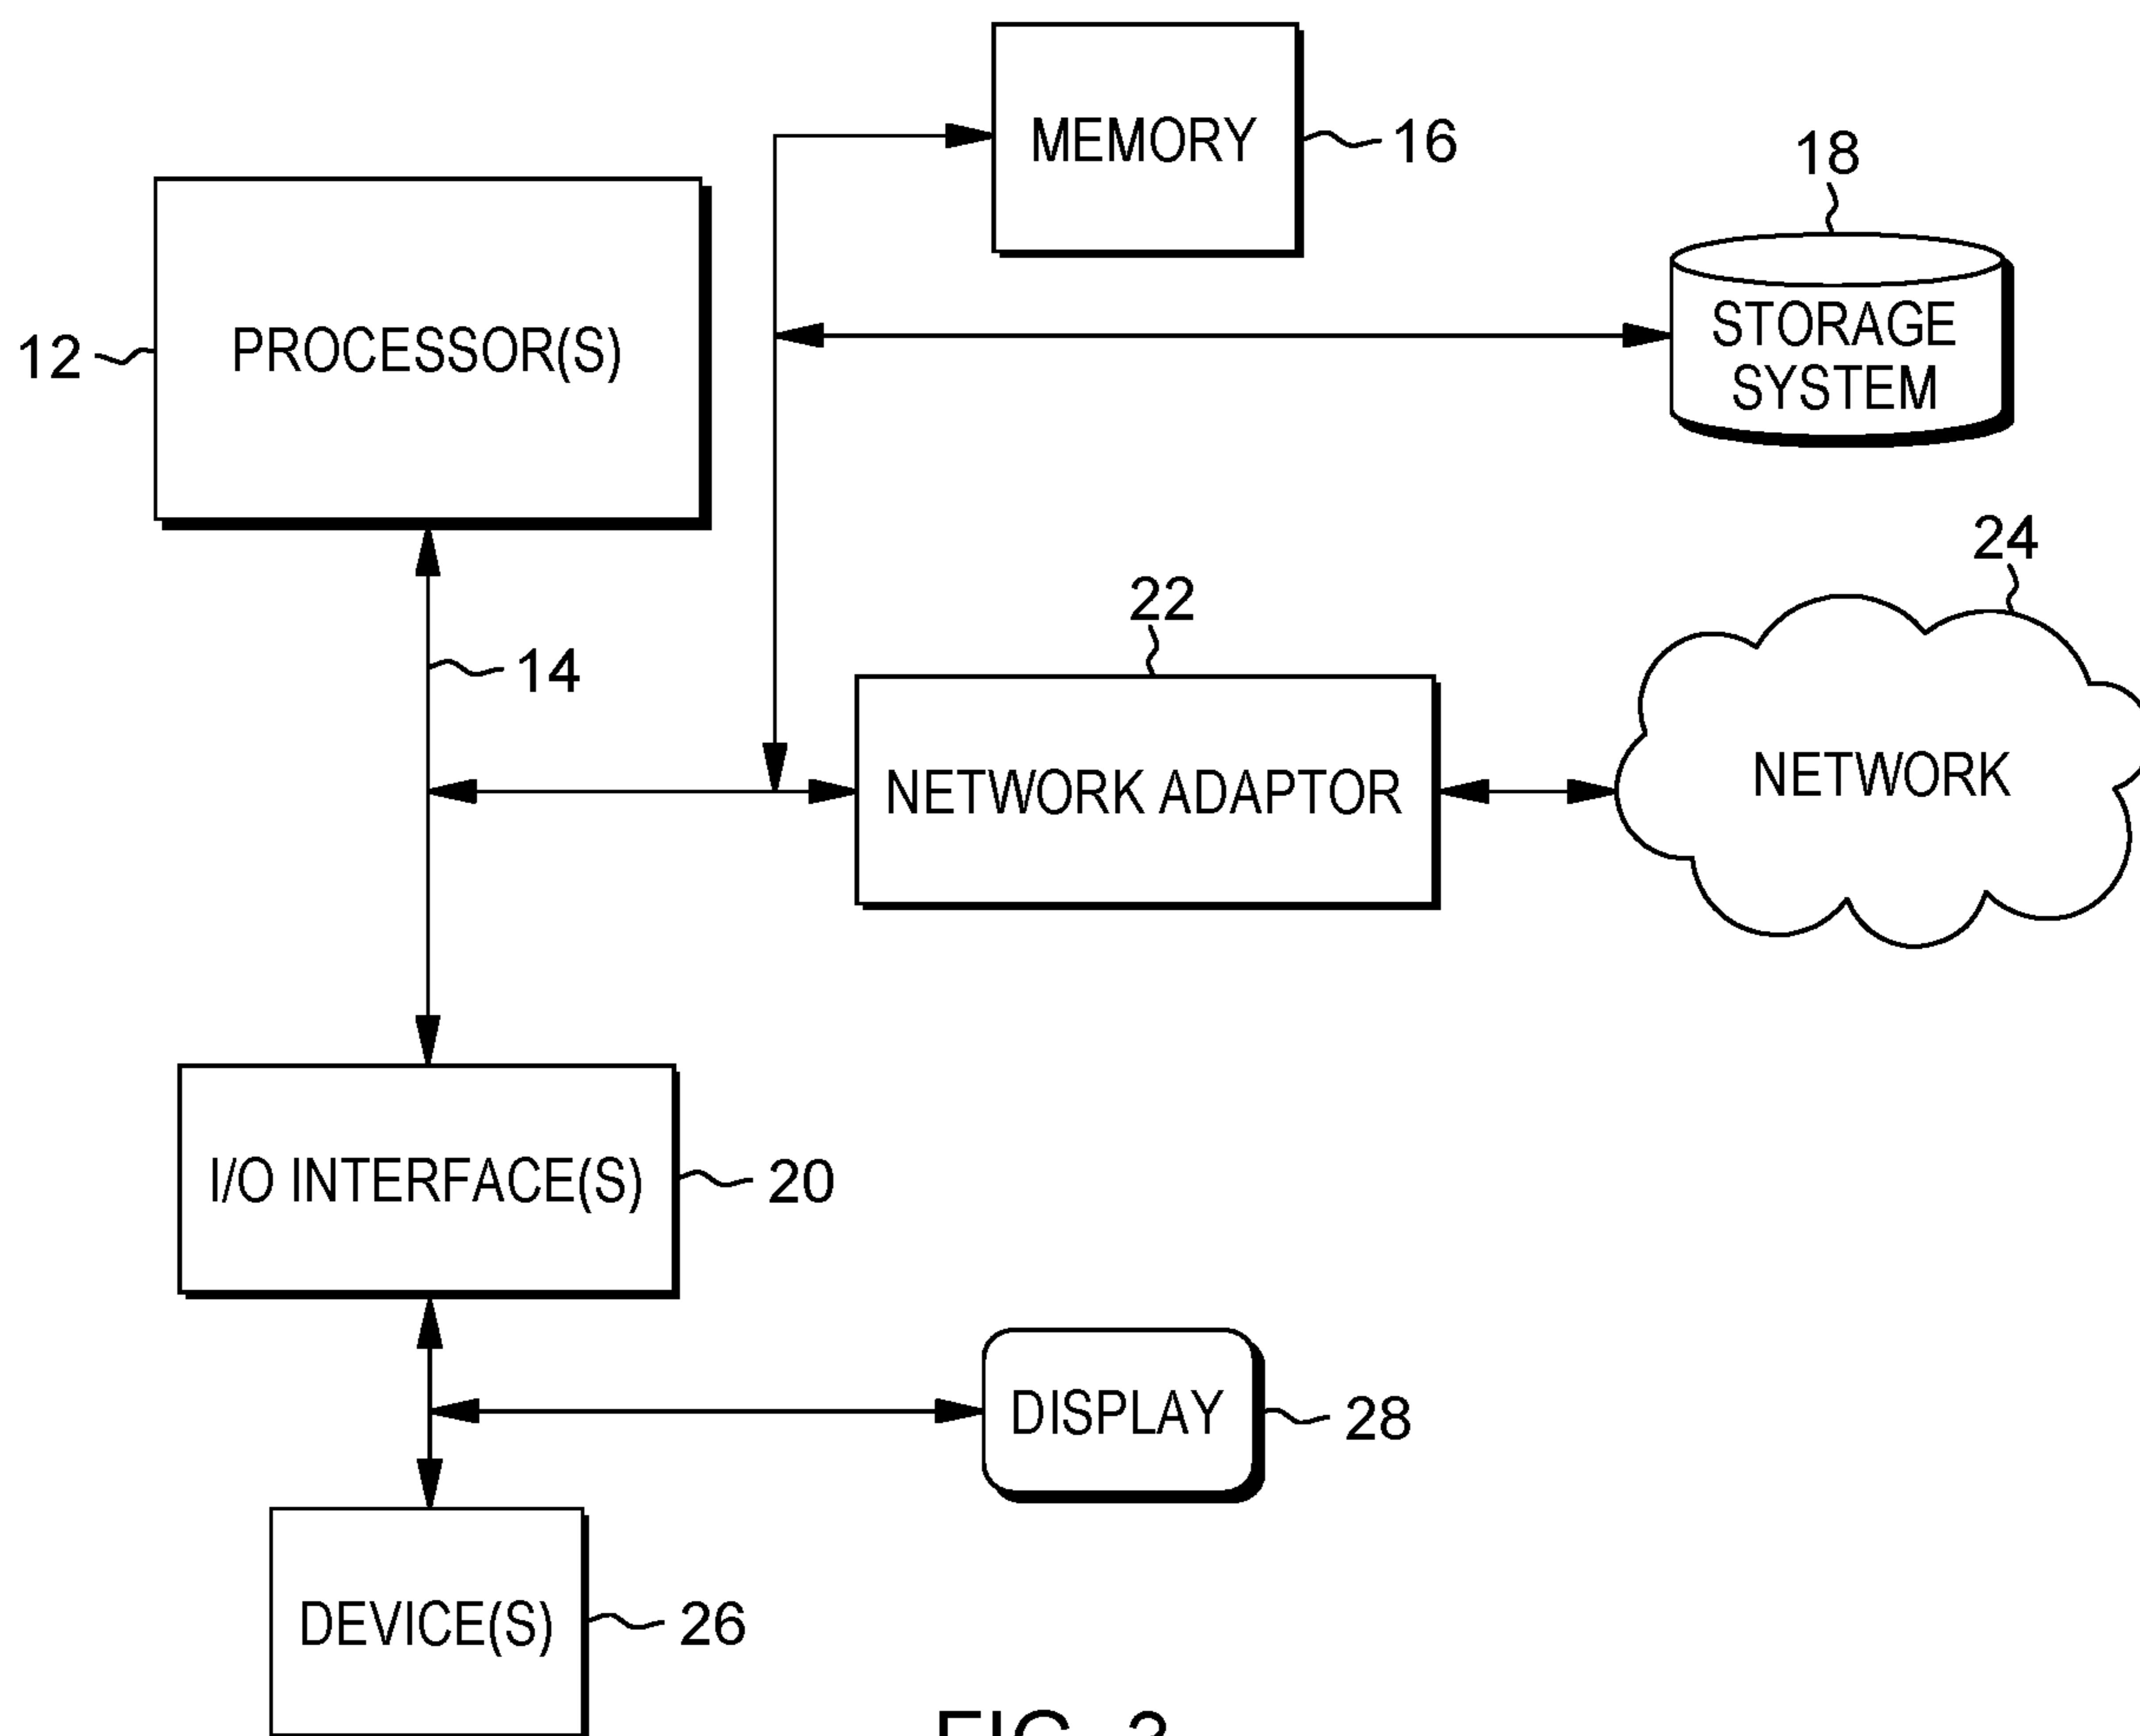 MEMORY
16
18
12
PROCESSOR(S)
STORAGE
SYSTEM
24
22
14
NETWORK ADAPTOR
NETWORK
I/O INTERFACE(S)
20
DISPLAY
28
DEVICE(S)
26
FIG.